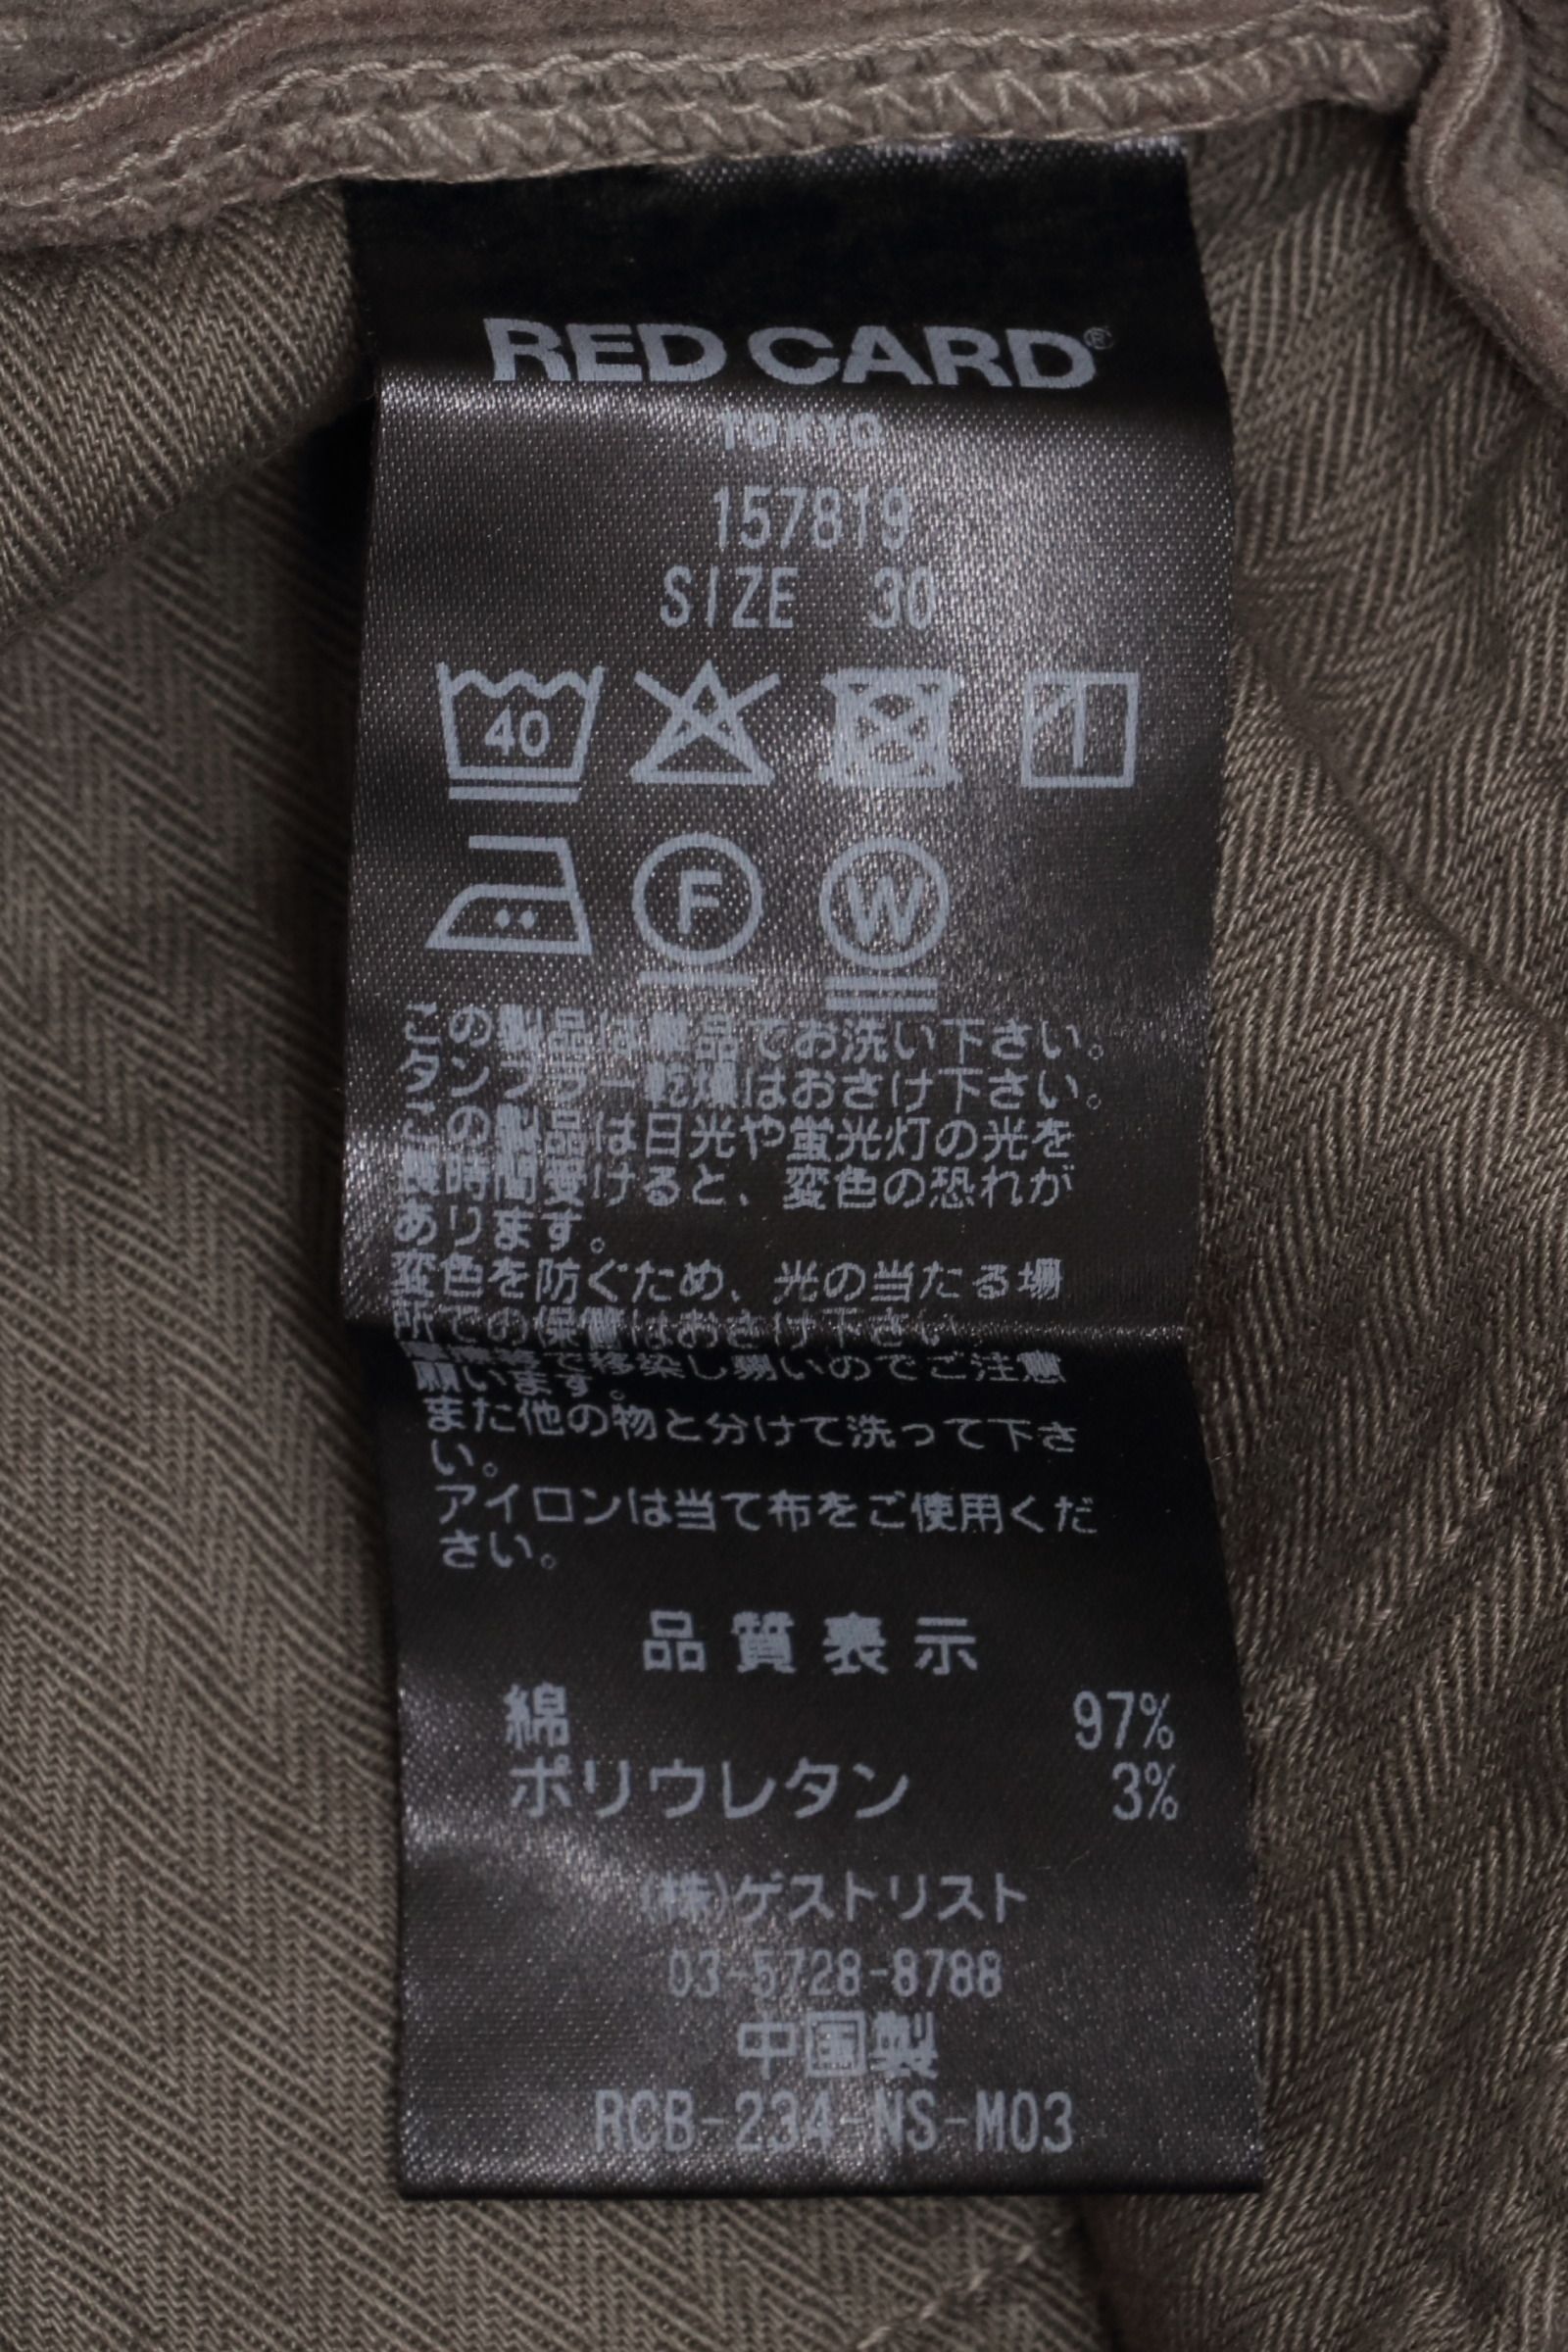 RED CARD®
TOKYO
157819
SIZE 30
40
F
W
この製品は単品でお洗い下さい。
タンブラー乾燥はおさけ下さい。
この製品は日光や蛍光灯の光を
長時間受けると、変色の恐れが
あります。
変色を防ぐため、光の当たる場
所での保管はおさけ下さい
で移染し易いのでご注意
願います。
また他の物と分けて洗って下さ
い。
アイロンは当て布をご使用くだ
さい。
品質表示
綿 97%
ポリウレタン 3%
(株)ゲストリスト
03-5728-8788
中国製
RCB-234-NS-M03